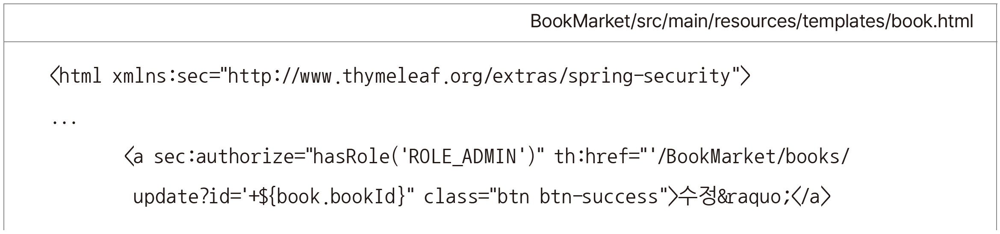 BookMarket/src/main/resources/templates/book.html
<html xmlns:sec="http://www.thymeleaf.org/extras/spring-security">
...
<a sec:authorize="hasRole('ROLE_ADMIN')" th:href="'/BookMarket/books/
update?id='+${book.bookId}" class="btn btn-success">수정&raquo;</a>